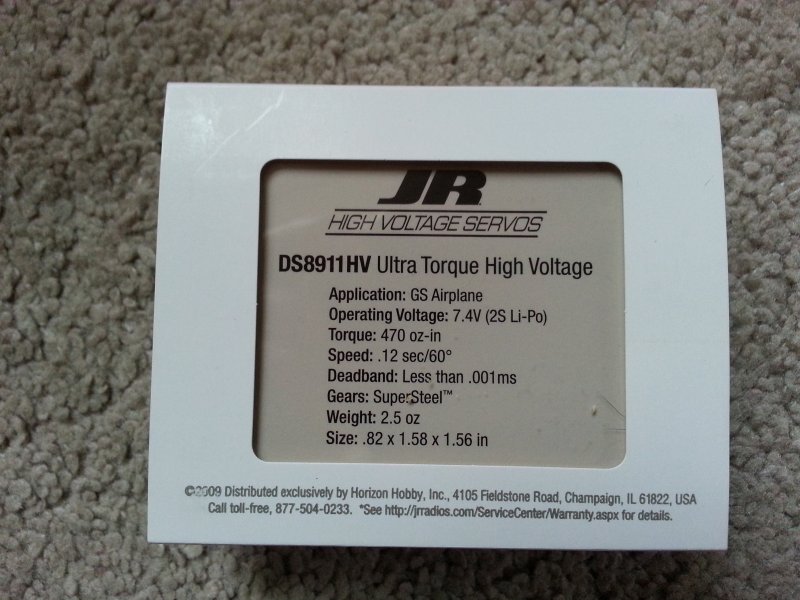 JR
HIGH VOLTAGE SERVOS
DS8911HV Ultra Torque High Voltage
Application: GS Airplane
Operating Voltage: 7.4V (2S Li-Po)
Torque: 470 oz-in
Speed: .12 sec/60°
Deadband: Less than .001ms
Gears: SuperSteel™
Weight: 2.5 oz
Size: .82 x 1.58 x 1.56 in
©2009 Distributed exclusively by Horizon Hobby, Inc., 4105 Fieldstone Road, Champaign, IL 61822, USA
Call toll-free, 877-504-0233. *See http://jrradios.com/ServiceCenter/Warranty.aspx for details.